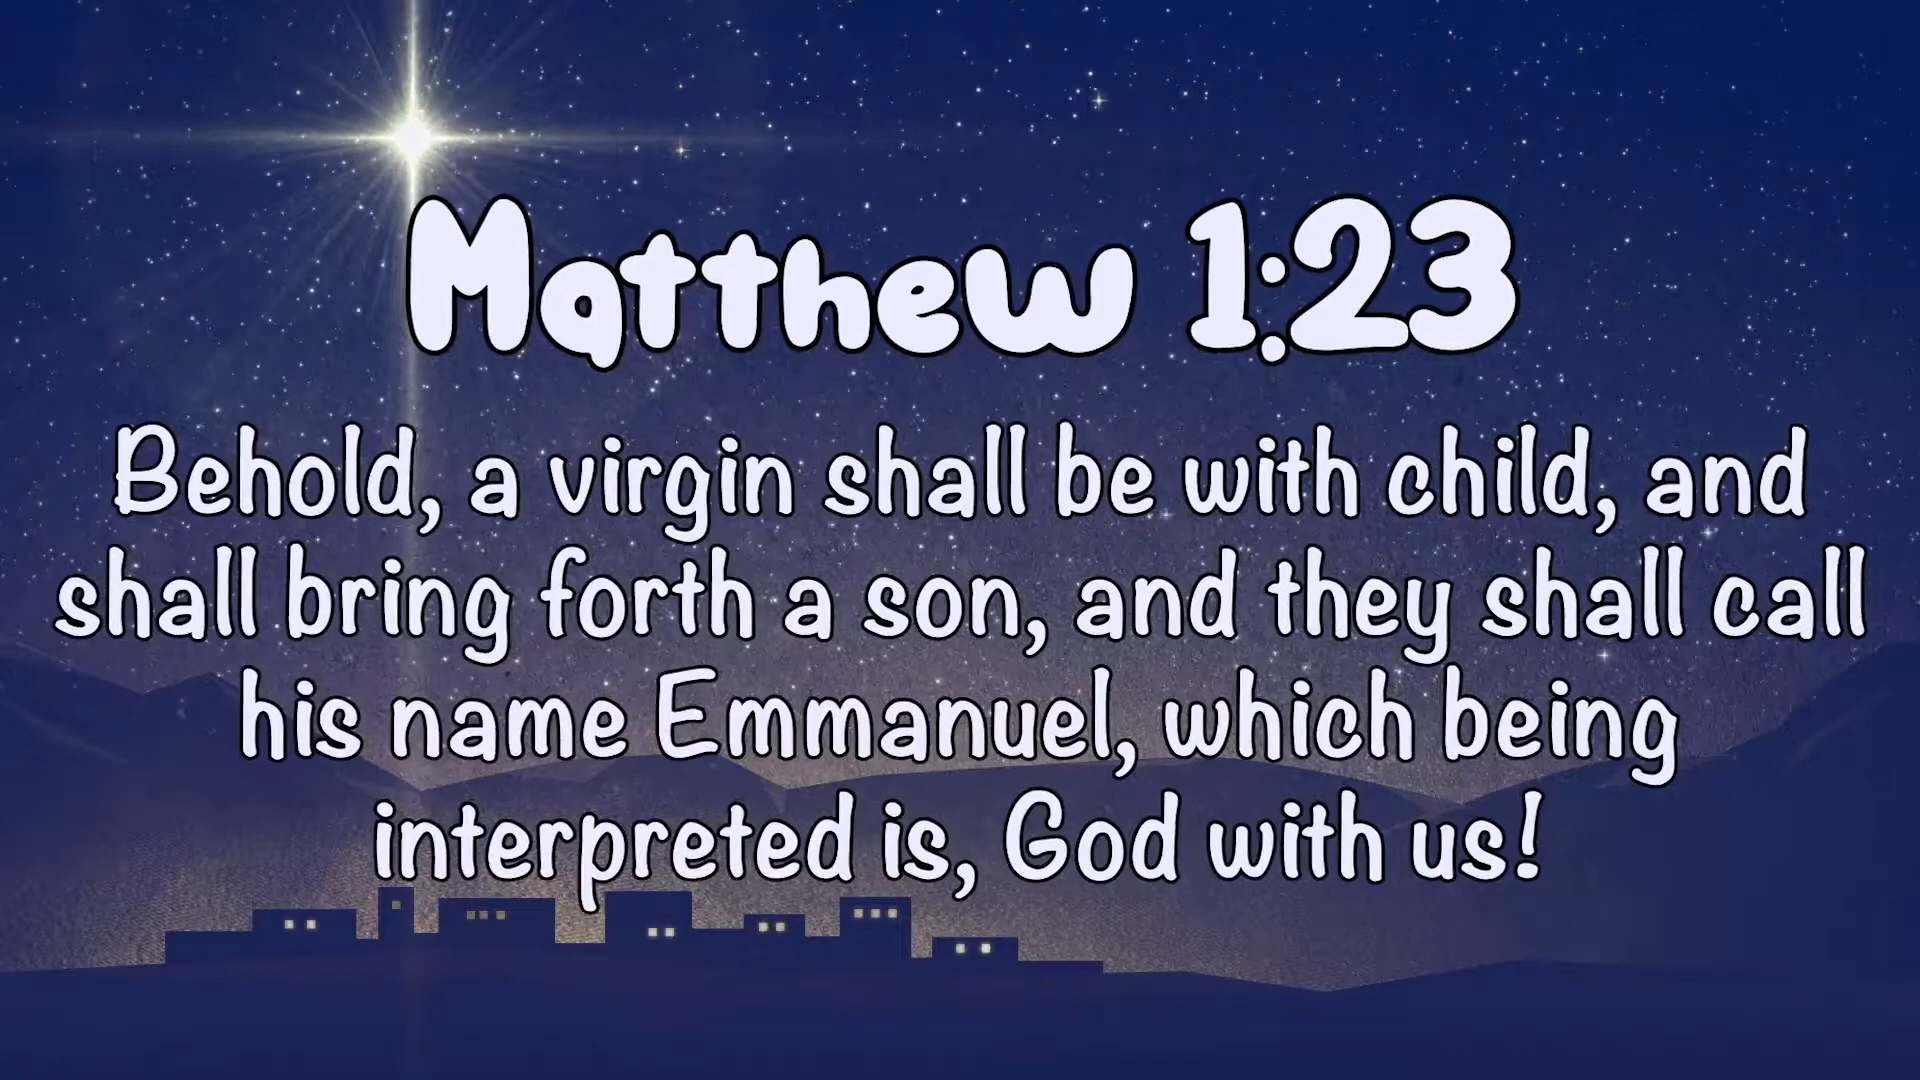 Matthew 1:23
Behold, a virgin shall be with child, and
shall bring forth a son, and they shall call
his name Emmanuel, which being
interpreted is, God with us!